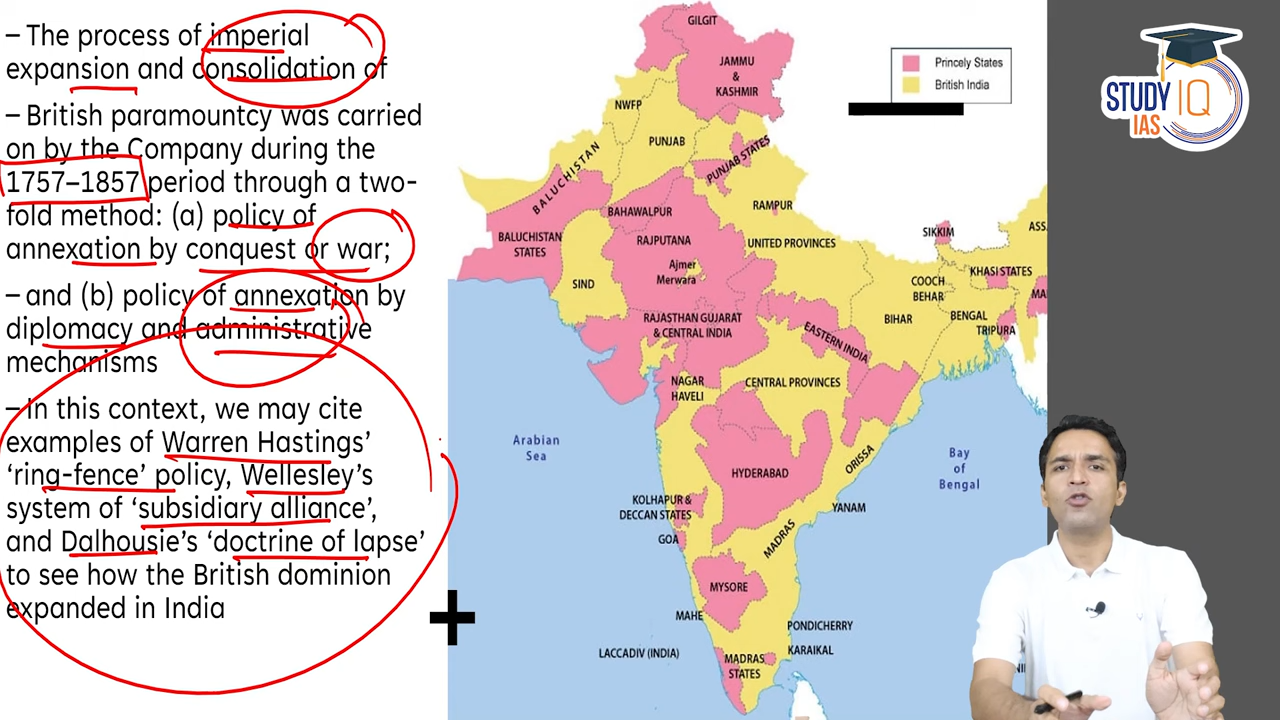 – The process of imperial
expansion and consolidation of
– British paramountcy was carried
on by the Company during the
1757–1857 period through a two-
fold method: (a) policy of
annexation by conquest or war;
– and (b) policy of annexation by
diplomacy and administrative
mechanisms
– In this context, we may cite
examples of Warren Hastings’
‘ring-fence’ policy, Wellesley’s
system of ‘subsidiary alliance’,
and Dalhousie’s ‘doctrine of lapse’
to see how the British dominion
expanded in India
GILGIT
JAMMU
&
KASHMIR
Princely States
British India
NWFP
PUNJAB
BALUCHISTAN
PUNJAB STATES
BAHAWALPUR
RAMPUR
BALUCHISTAN
STATES
RAJPUTANA
UNITED PROVINCES
SIKKIM
ASS
Ajmer
Merwara
SIND
COOCH
BEHAR
KHASI STATES
MA
RAJASTHAN GUJARAT
& CENTRAL INDIA
EASTERN INDIA
BIHAR
BENGAL
TRIPURA
NAGAR
HAVELI
CENTRAL PROVINCES
Arabian
Sea
HYDERABAD
ORISSA
Bay
of
Bengal
KOLHAPUR &
DECCAN STATES
YANAM
GOA
MADRAS
MYSORE
MAHE
PONDICHERRY
LACCADIV (INDIA)
MADRAS
STATES
KARAIKAL
STUDY IQ
IAS